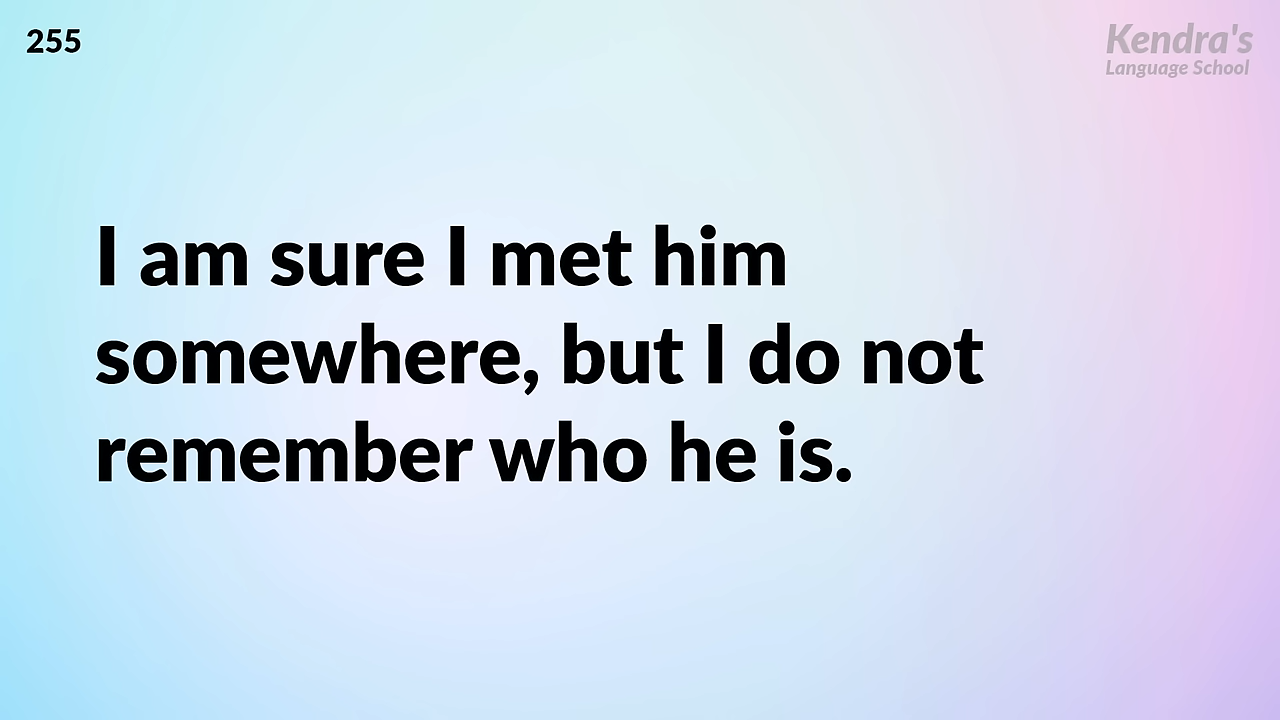 255
Kendra's
Language School
I am sure I met him
somewhere, but I do not
remember who he is.